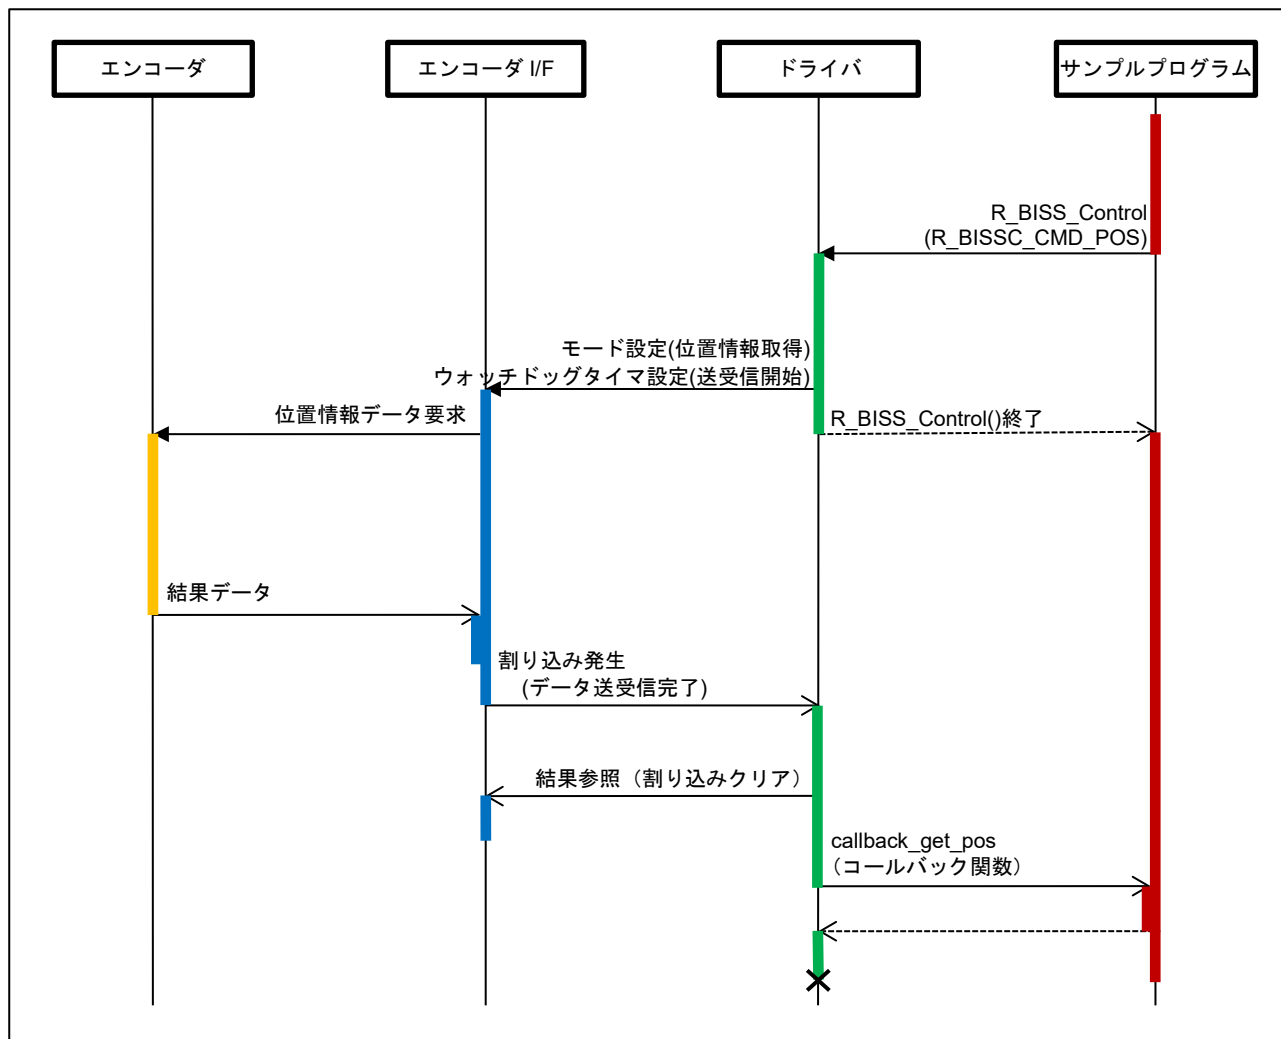 エンコーダ
エンコーダ I/F
ドライバ
サンプルプログラム
R_BISS_Control
(R_BISSC_CMD_POS)
モード設定(位置情報取得)
ウォッチドッグタイマ設定(送受信開始)
位置情報データ要求
R_BISS_Control()終了
結果データ
割り込み発生
(データ送受信完了)
結果参照（割り込みクリア）
callback_get_pos
（コールバック関数）